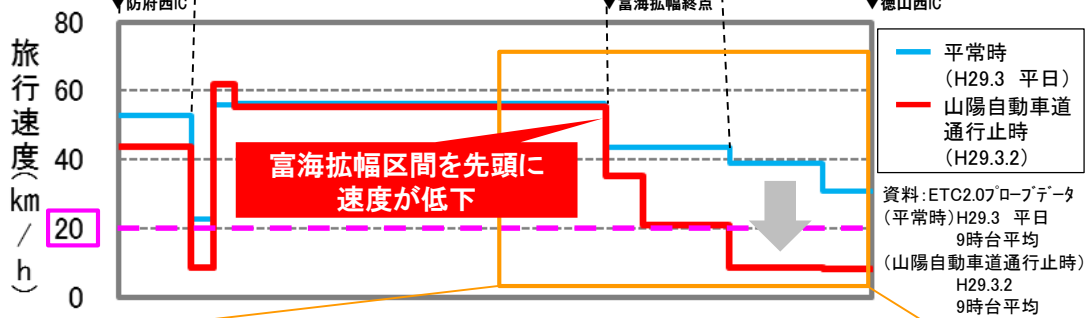 ▼防府西IC
▼富海拡幅終点
▼徳山西IC
80
60
40
20
0
旅行速度(km/h)
富海拡幅区間を先頭に
速度が低下
平常時
(H29.3 平日)
山陽自動車道
通行止時
(H29.3.2)
資料:ETC2.0プローブデータ
(平常時)H29.3 平日
9時台平均
(山陽自動車道通行止時)
H29.3.2
9時台平均